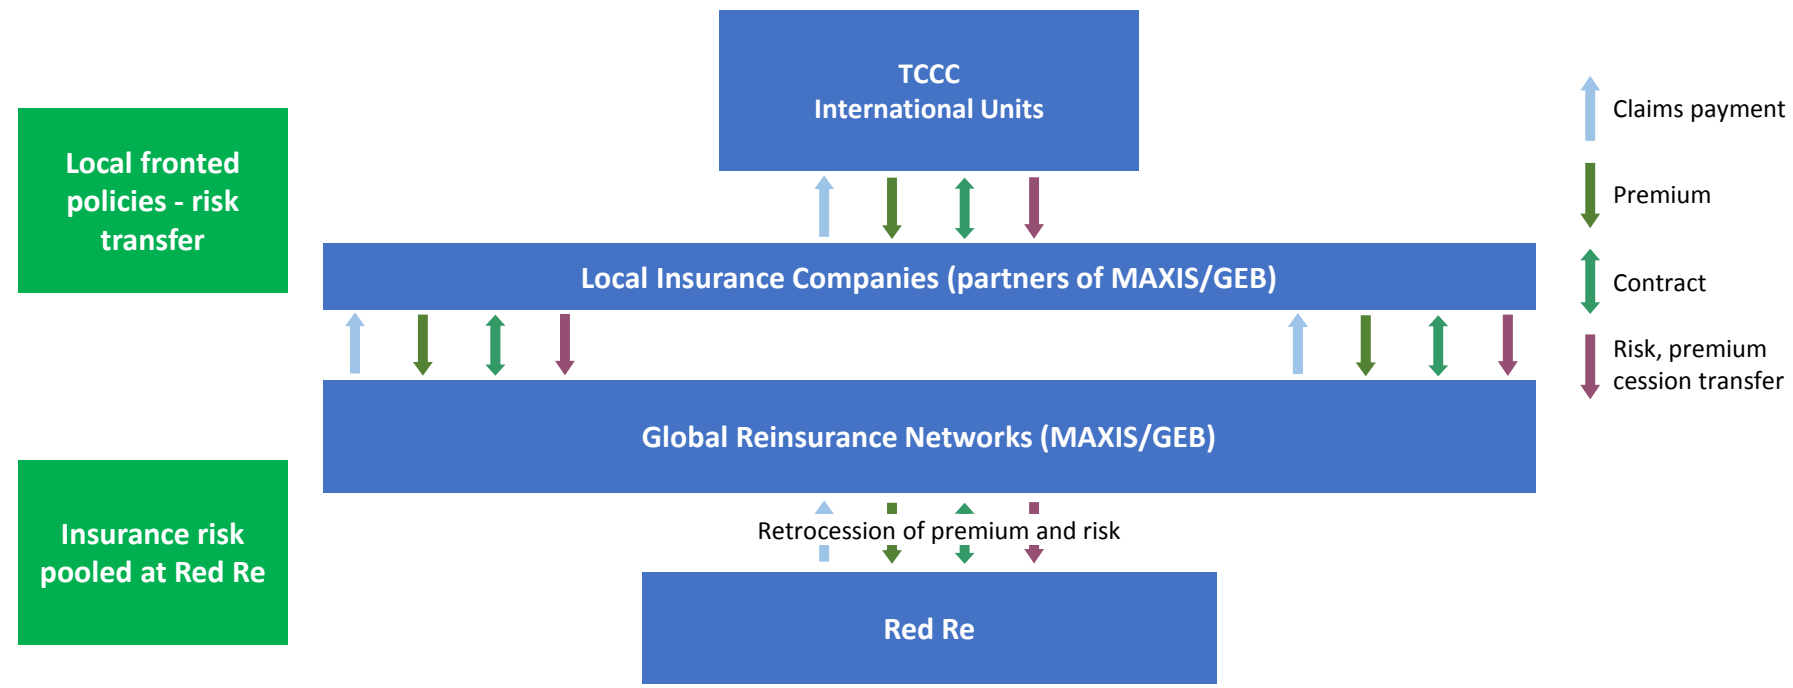 TCCC
International Units
Local fronted
policies - risk
transfer
Local Insurance Companies (partners of MAXIS/GEB)
Global Reinsurance Networks (MAXIS/GEB)
Insurance risk
pooled at Red Re
Retrocession of premium and risk
Red Re
Claims payment
Premium
Contract
Risk, premium
cession transfer